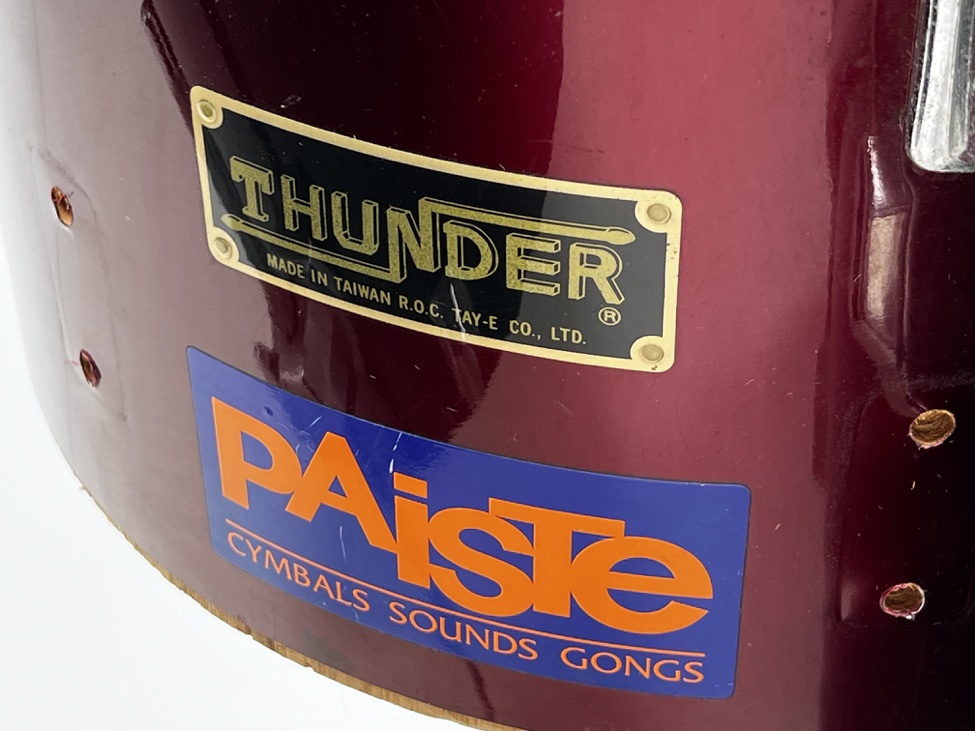 THUNDER
MADE IN TAIWAN R.O.C. TAY-E CO., LTD. ®
PAiSTe
CYMBALS SOUNDS GONGS